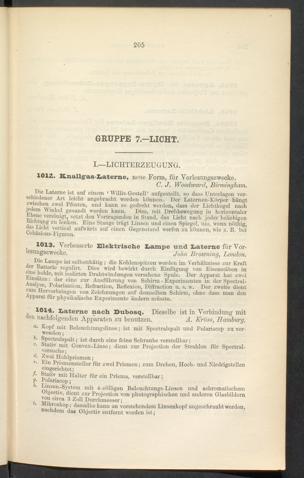 205
GRUPPE 7.—LICHT.
I.—LICHTERZEUGUNG.
1012. Knallgas-Laterne, neue Form, für Vorlesungszwecke.
C. J. Woodward, Birmingham.
Die Laterne ist auf einem 'Willis-Gestell' aufgestellt, so dass Unterlagen ver-
schiedener Art leicht angebracht werden können. Der Laternen-Körper hängt
zwischen zwei Pfosten, und kann so gedreht werden, dass der Lichtkegel nach
jedem Winkel gesandt werden kann. Dies, mit Drehbewegung in horizontaler
Ebene vereinigt, setzt den Vortragenden in Stand, das Licht nach jeder beliebigen
Richtung zu lenken. Eine Stange trägt Linsen und einen Spiegel, um, wenn nöthig,
das Licht vertical aufwärts auf einen Gegenstand werfen zu können, wie z. B. bei
Cohäsions-Figuren.
1013. Verbesserte Elektrische Lampe und Laterne für Vor-
lesungszwecke.
John Browning, London.
Die Lampe ist selbstthätig; die Kohlenspitzen werden im Verhältnisse zur Kraft
der Batterie regulirt. Dies wird bewirkt durch Einfügung von Eisenstäben in
eine hohle, mit isolirten Drahtwindungen versehene Spule. Der Apparat hat zwei
Einsätze: der eine zur Ausführung von Schirm-Experimenten in der Spectral-
Analyse, Polarisation, Refraction, Reflexion, Diffraction u. s. w. Der zweite dient
zum Hervorbringen von Zeichnungen auf demselben Schirm, ohne dass man den
Apparat für physikalische Experimente ändern müsste.
1014. Laterne nach Dubosq. Dieselbe ist in Verbindung mit
den nachfolgenden Apparaten zu benutzen.
A. Krüss, Hamburg.
a. Kopf mit Beleuchtungslinse; ist mit Spectralspalt und Polariscop zu ver-
wenden;
b. Spectralspalt; ist durch eine feine Schraube verstellbar;
c. Stativ mit Convex-Linse; dient zur Projection der Strahlen für Spectral-
versuche;
d. Zwei Hohlprismen;
e. Ein Prismensteller für zwei Prismen; zum Drehen, Hoch- und Niedrigstellen
eingerichtet;
f. Stativ mit Halter für ein Prisma, verstellbar;
g. Polariscop;
h. Linsen-System mit 4-zölligen Beleuchtungs-Linsen und achromatischem
Objectiv, dient zur Projection von photographischen und anderen Glasbildern
von circa 3 Zoll Durchmesser;
i. Mikroskop; dasselbe kann an vorstehendem Linsenkopf angeschraubt werden,
nachdem das Objectiv entfernt worden ist;